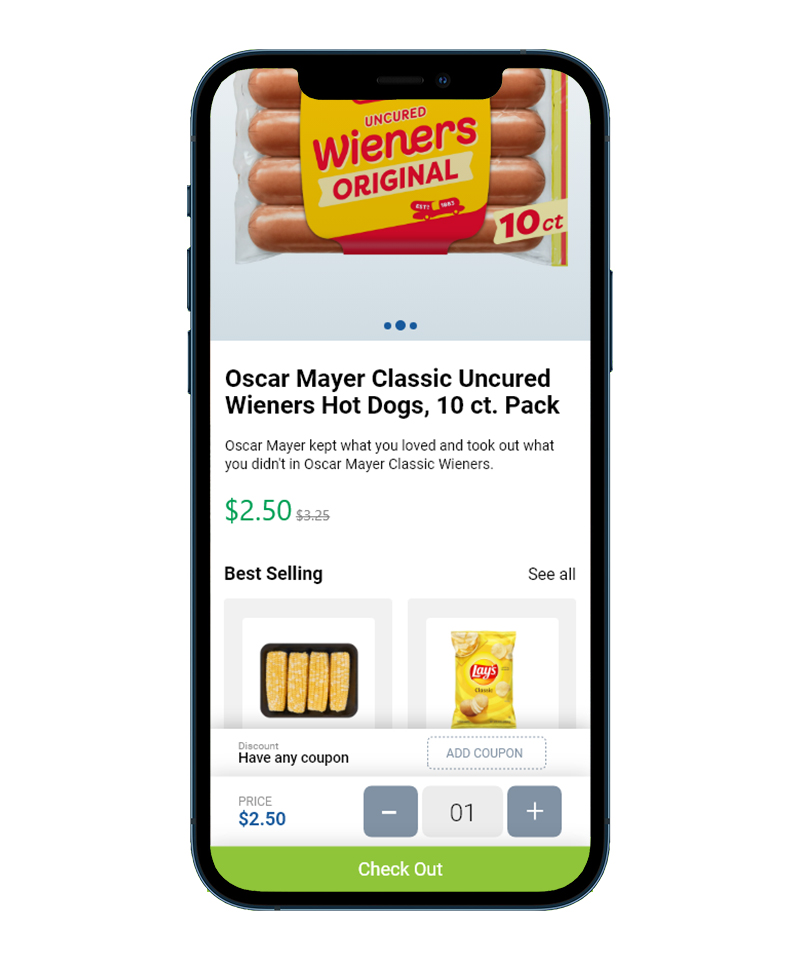 UNCURED
Wieners
ORIGINAL
ESTD 1883
10 ct
Oscar Mayer Classic Uncured
Wieners Hot Dogs, 10 ct. Pack
Oscar Mayer kept what you loved and took out what
you didn't in Oscar Mayer Classic Wieners.
$2.50 $3.25
Best Selling
See all
Lay's
Classic
Discount
Have any coupon
ADD COUPON
PRICE
$2.50
− 01 +
Check Out